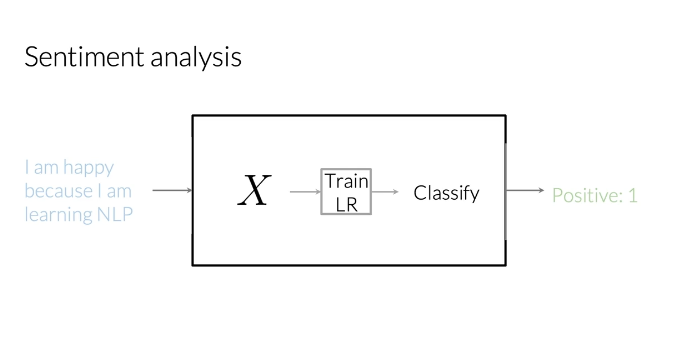 Sentiment analysis
I am happy
because I am
learning NLP
X
Train
LR
Classify
Positive: 1